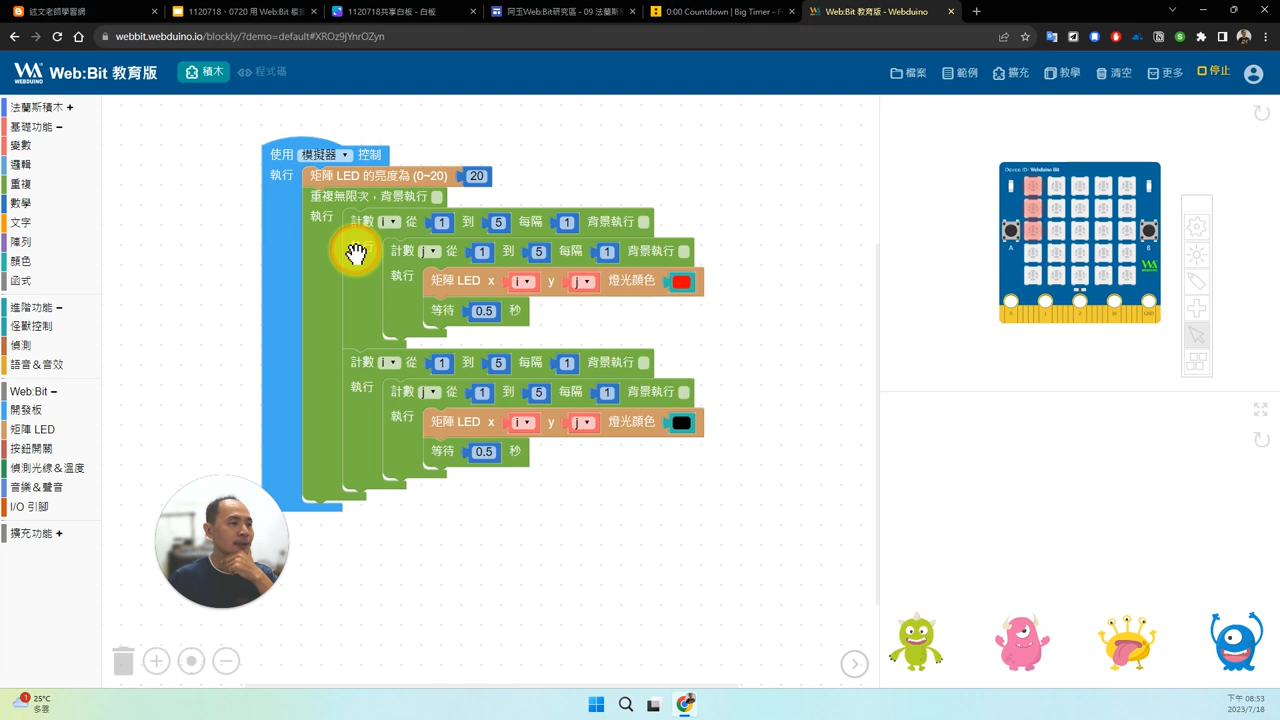 這文章學習網
1120718、0720 用 Web:Bit 模擬
1120718共享白板 - 白板
阿玉Web:Bit研究區 - 09 法蘭斯
0:00 Countdown | Big Timer - F
Web:Bit 教育版 - Webduino
webbit.webduino.io/blockly/?demo=default#XROz9jYnrOZyn
WEBDUINO
Web:Bit 教育版
積木
程式碼
檔案
範例
擴充
教學
清空
更多
停止
法蘭斯積木
基礎功能
變數
邏輯
重複
數學
文字
陣列
顏色
函式
進階功能
怪獸控制
偵測
語音&音效
Web:Bit
開發板
矩陣 LED
按鈕開關
偵測光線&溫度
音樂&聲音
I/O 引腳
擴充功能
使用 模擬器 控制
執行 矩陣 LED 的亮度為 (0~20) 20
重複無限次，背景執行
執行 計數 i 從 1 到 5 每隔 1 背景執行
計數 j 從 1 到 5 每隔 1 背景執行
執行 矩陣 LED x i y j 燈光顏色
等待 0.5 秒
計數 i 從 1 到 5 每隔 1 背景執行
執行 計數 j 從 1 到 5 每隔 1 背景執行
執行 矩陣 LED x i y j 燈光顏色
等待 0.5 秒
A
B
1
25°C
多雲
下午 08:53
2023/7/18